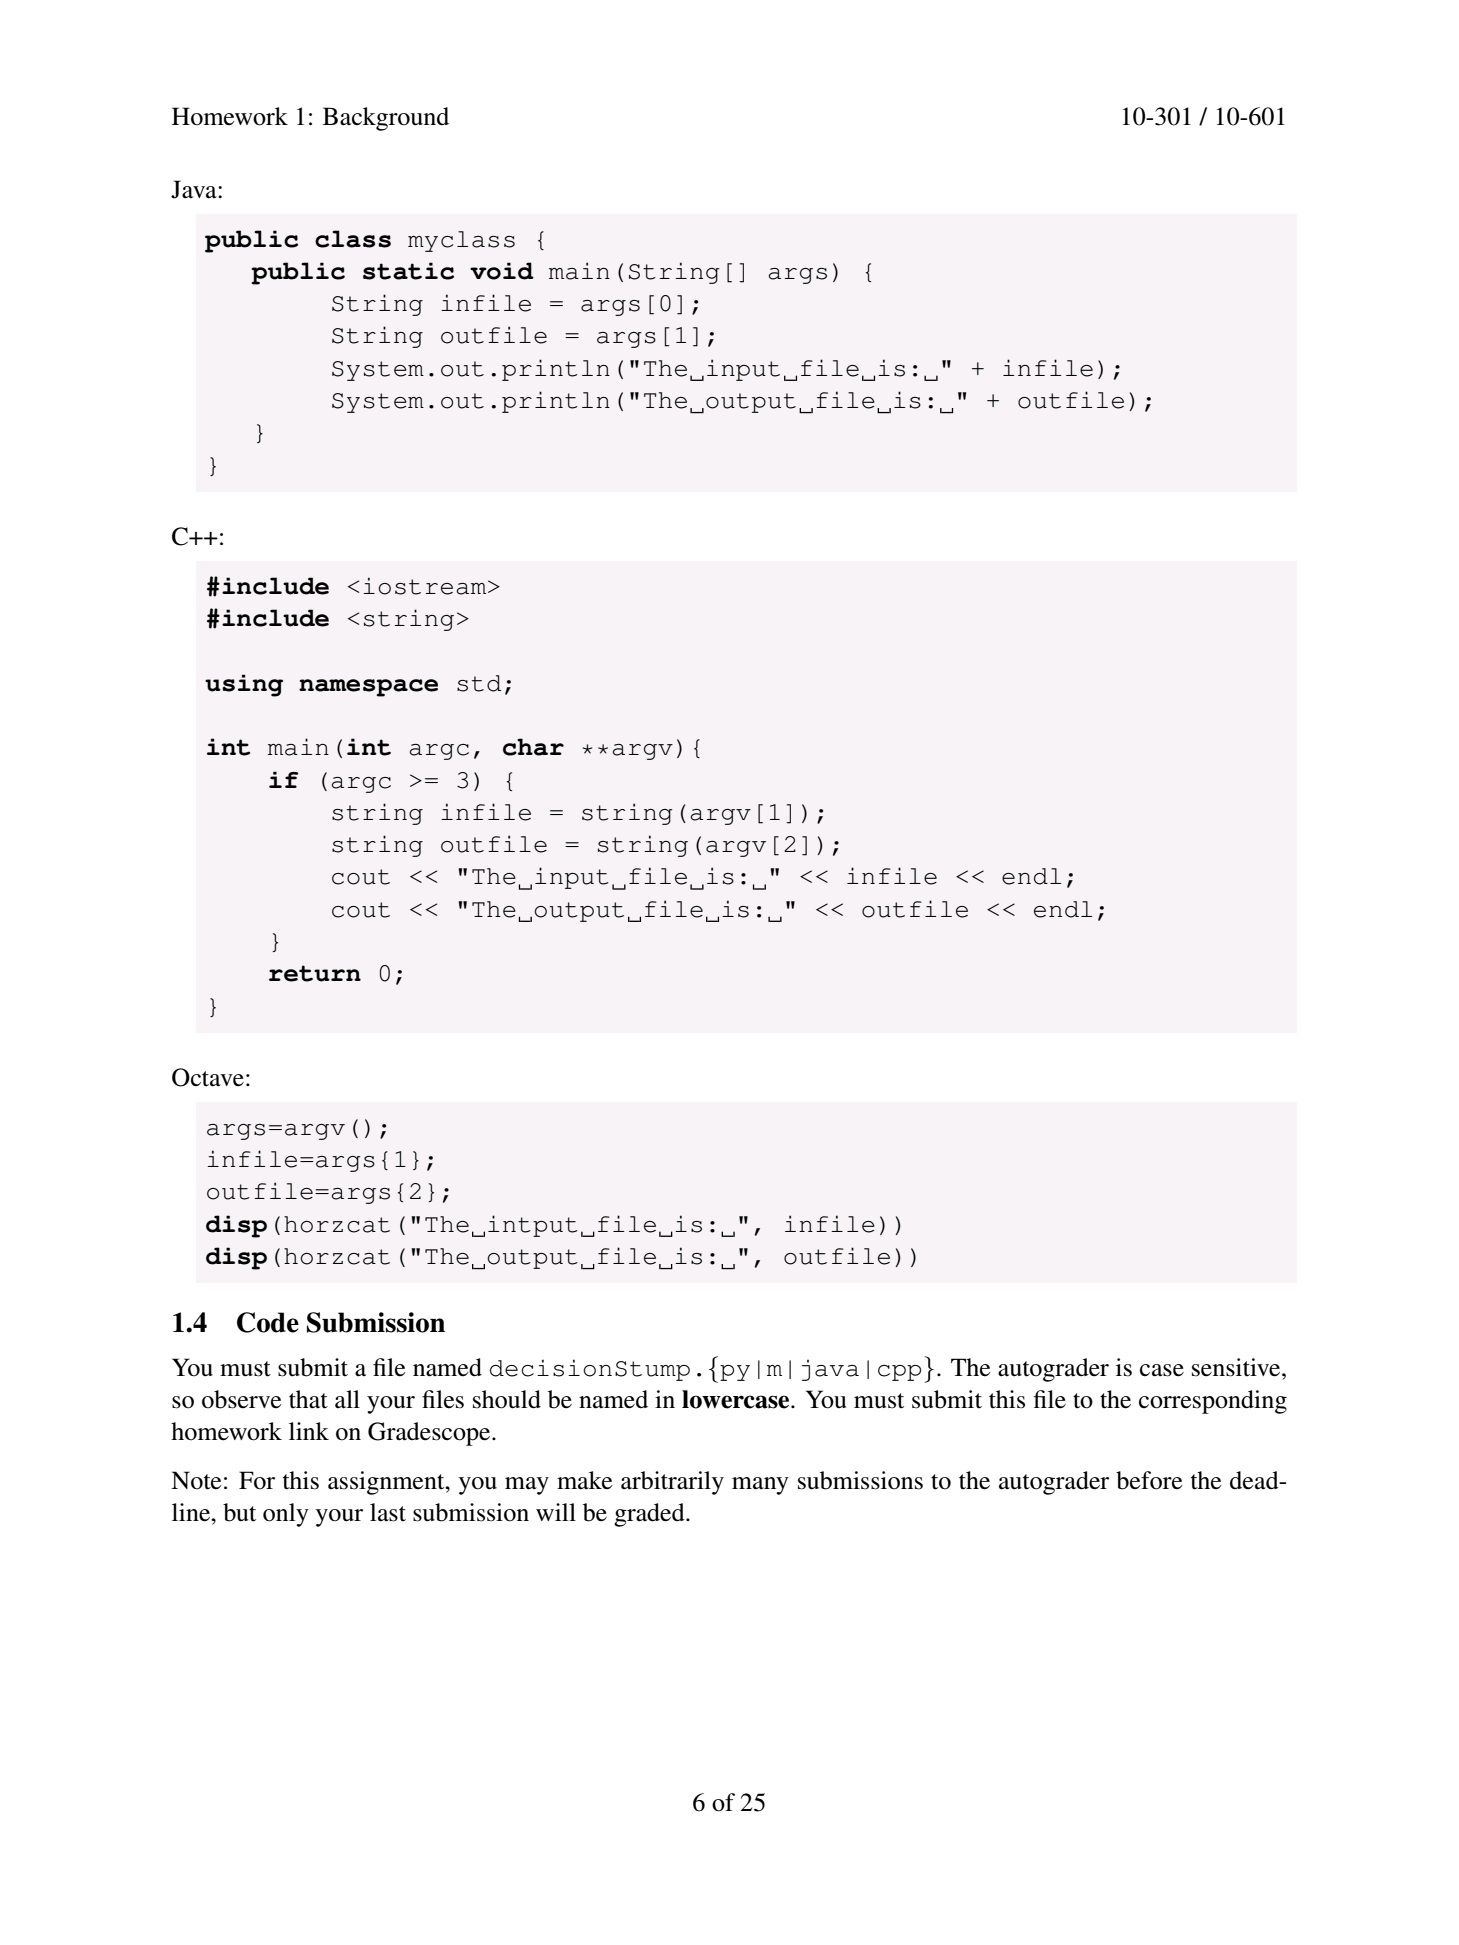 Homework 1: Background 10-301 / 10-601
Java:
public class myclass {
   public static void main(String[] args) {
        String infile = args[0];
        String outfile = args[1];
        System.out.println("The␣input␣file␣is:␣" + infile);
        System.out.println("The␣output␣file␣is:␣" + outfile);
   }
}
C++:
#include <iostream>
#include <string>
using namespace std;
int main(int argc, char **argv){
    if (argc >= 3) {
        string infile = string(argv[1]);
        string outfile = string(argv[2]);
        cout << "The␣input␣file␣is:␣" << infile << endl;
        cout << "The␣output␣file␣is:␣" << outfile << endl;
    }
    return 0;
}
Octave:
args=argv();
infile=args{1};
outfile=args{2};
disp(horzcat("The␣intput␣file␣is:␣", infile))
disp(horzcat("The␣output␣file␣is:␣", outfile))
1.4 Code Submission
You must submit a file named decisionStump.{py|m|java|cpp}. The autograder is case sensitive,
so observe that all your files should be named in lowercase. You must submit this file to the corresponding
homework link on Gradescope.
Note: For this assignment, you may make arbitrarily many submissions to the autograder before the dead-
line, but only your last submission will be graded.
6 of 25